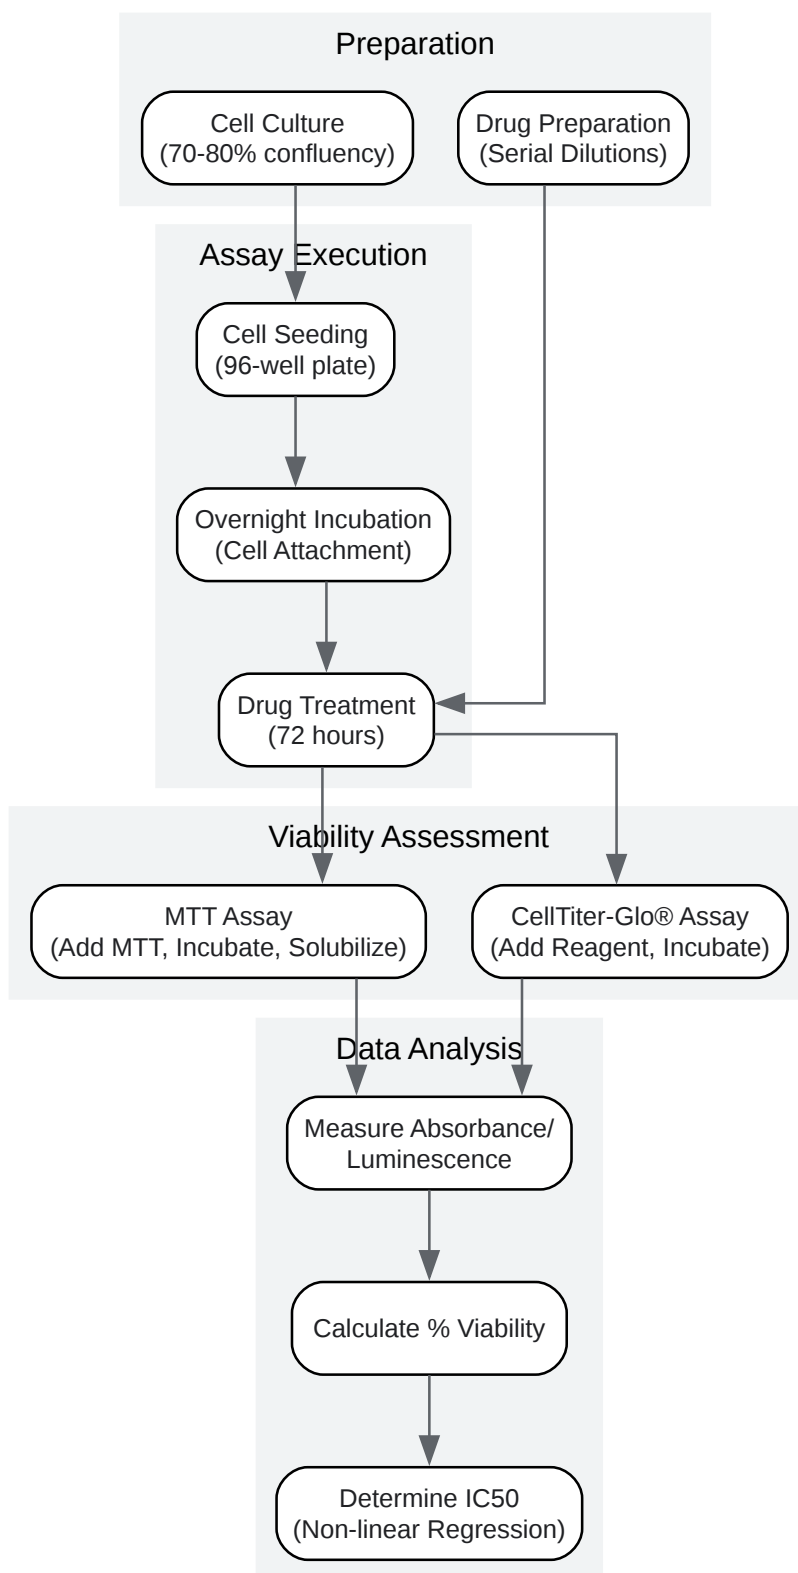 Preparation
Cell Culture
(70-80% confluency)
Drug Preparation
(Serial Dilutions)
Assay Execution
Cell Seeding
(96-well plate)
Overnight Incubation
(Cell Attachment)
Drug Treatment
(72 hours)
Viability Assessment
MTT Assay
(Add MTT, Incubate, Solubilize)
CellTiter-Glo® Assay
(Add Reagent, Incubate)
Data Analysis
Measure Absorbance/
Luminescence
Calculate % Viability
Determine IC50
(Non-linear Regression)